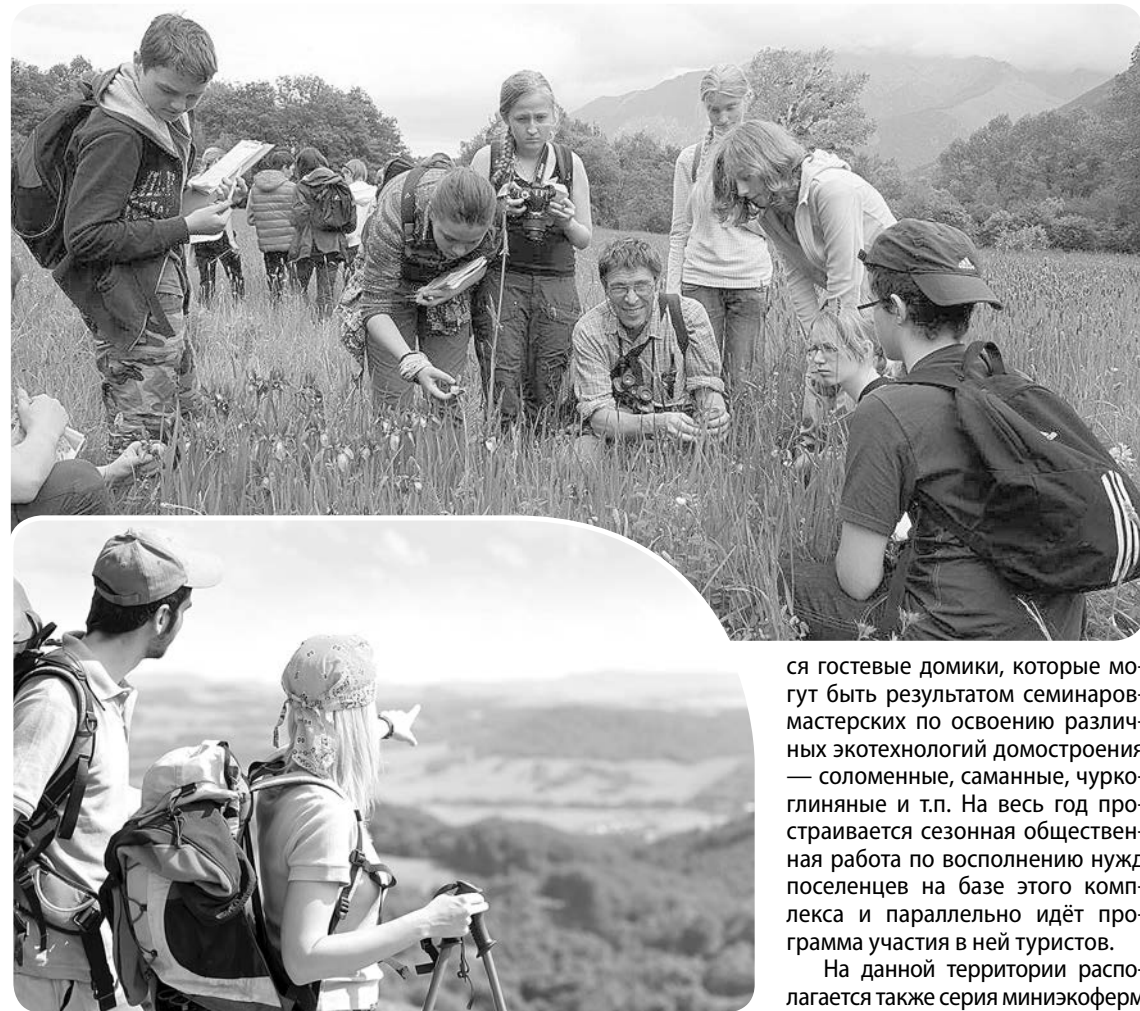 ся гостевые домики, которые мо-
гут быть результатом семинаров-
мастерских по освоению различ-
ных экотехнологий домостроения
— соломенные, саманные, чурко-
глиняные и т.п. На весь год про-
страивается сезонная обществен-
ная работа по восполнению нужд
поселенцев на базе этого комп-
лекса и параллельно идёт про-
грамма участия в ней туристов.
На данной территории распо-
лагается также серия миниэкоферм